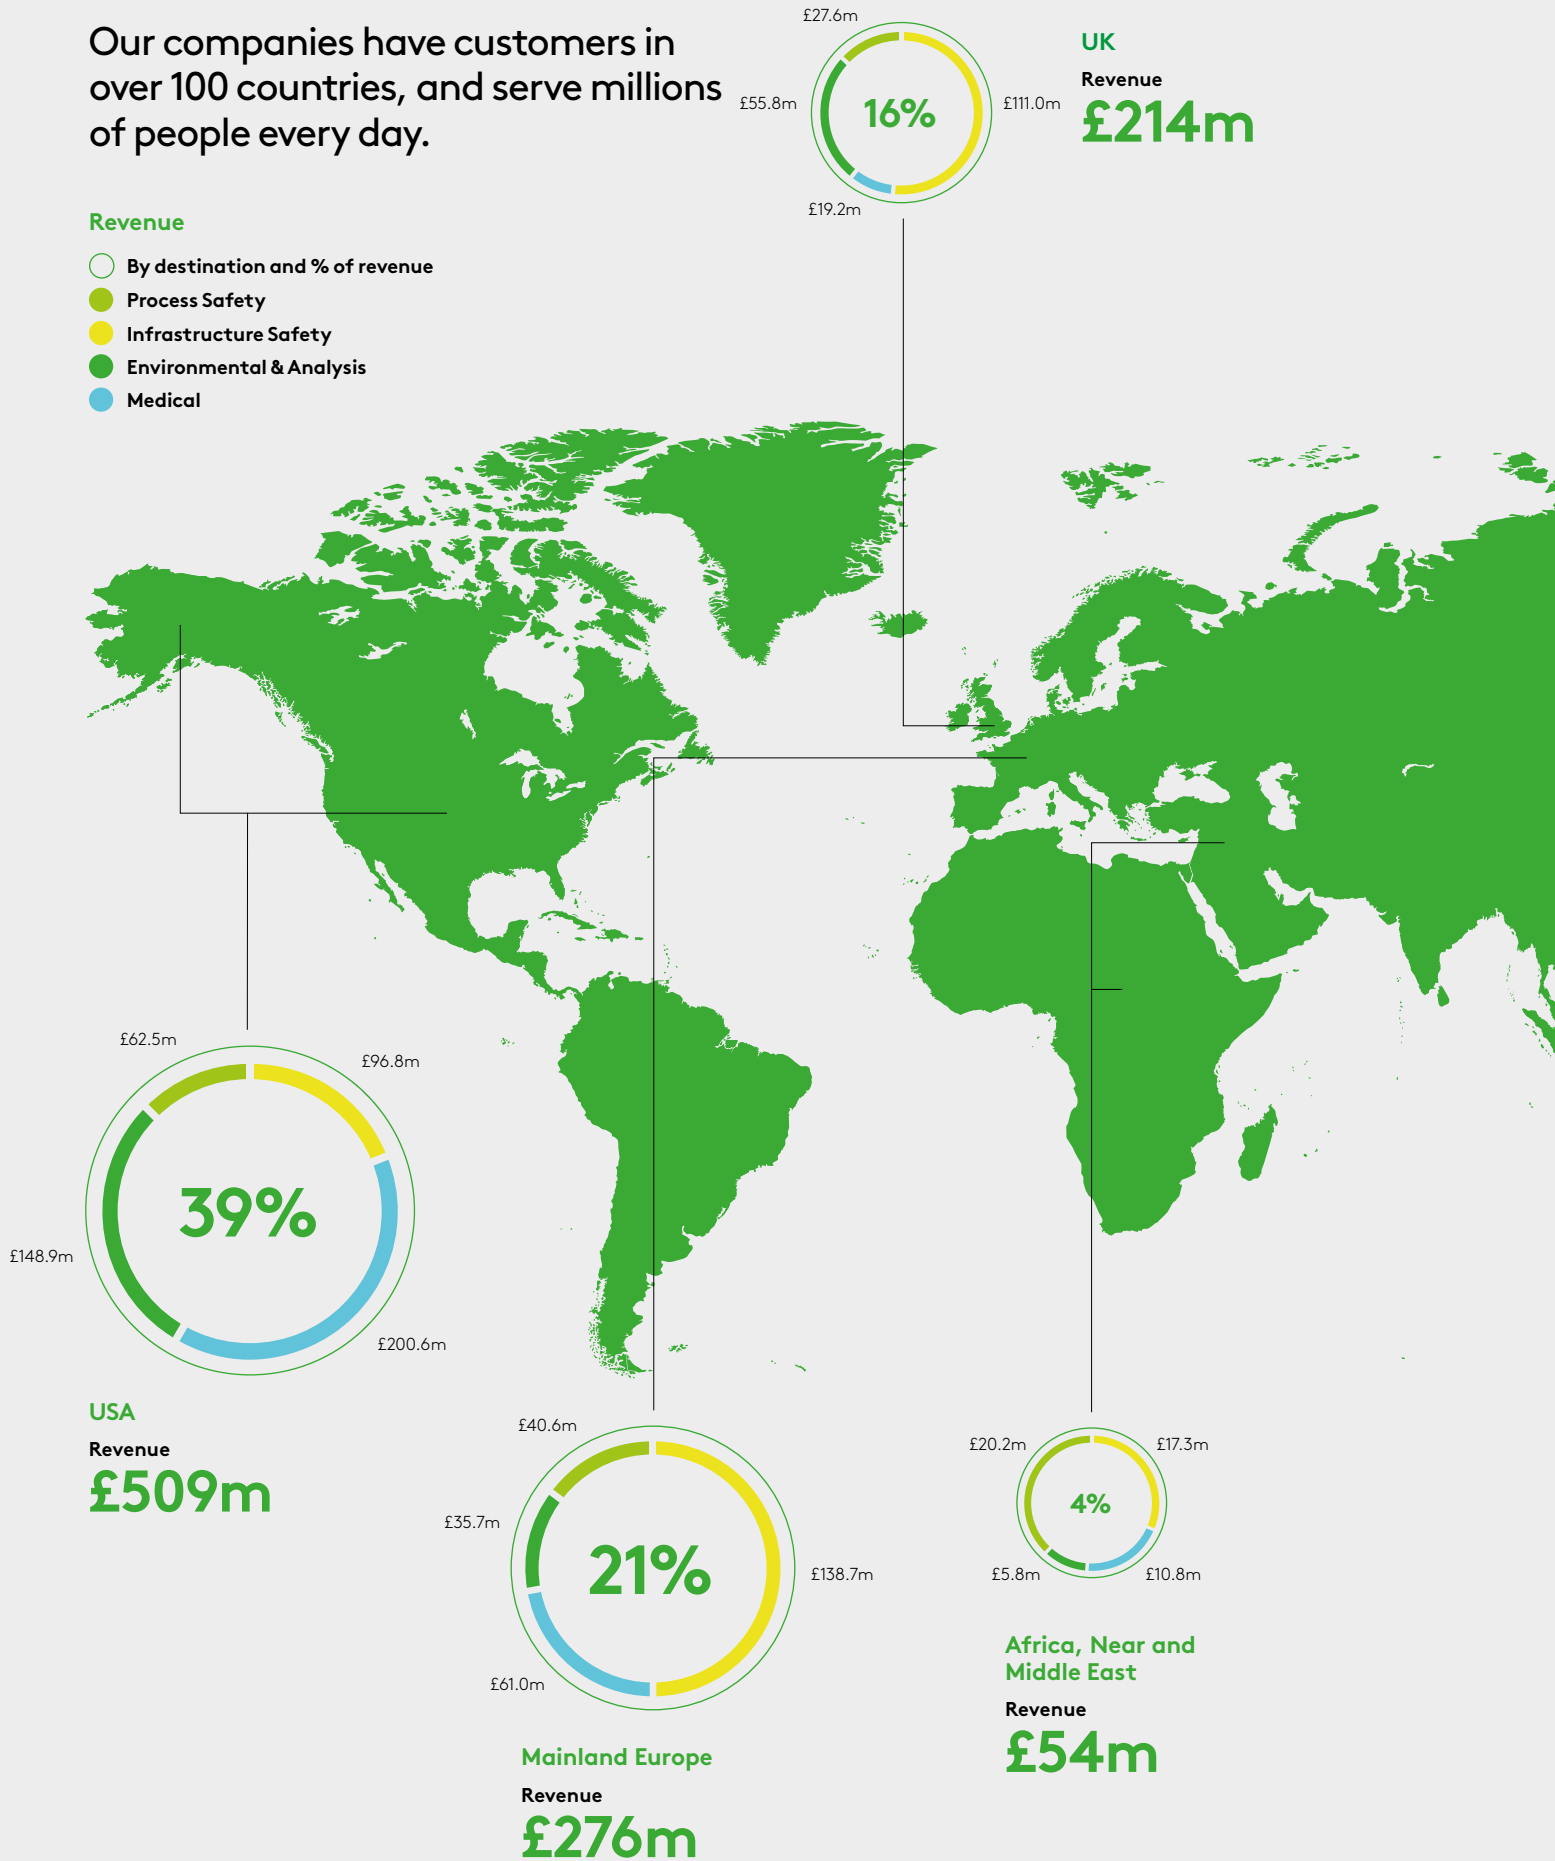 Our companies have customers in
over 100 countries, and serve millions
of people every day.
Revenue
By destination and % of revenue
Process Safety
Infrastructure Safety
Environmental & Analysis
Medical
£27.6m
£55.8m
16%
£111.0m
£19.2m
UK
Revenue
£214m
£62.5m
£96.8m
39%
£148.9m
£200.6m
USA
Revenue
£509m
£40.6m
£35.7m
21%
£138.7m
£61.0m
Mainland Europe
Revenue
£276m
£20.2m
£17.3m
4%
£5.8m
£10.8m
Africa, Near and
Middle East
Revenue
£54m